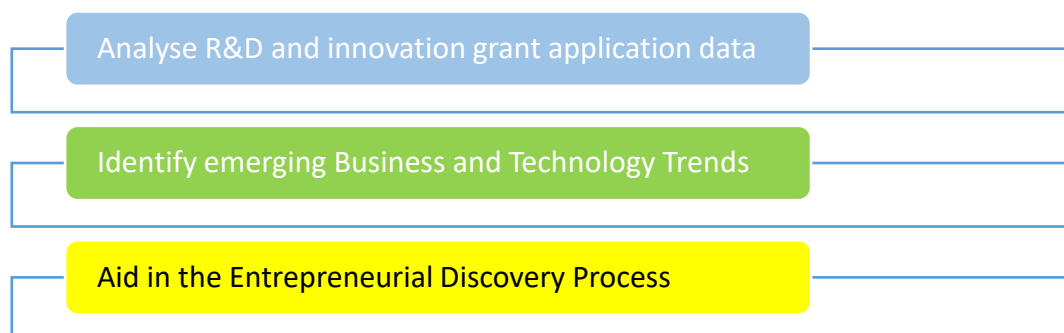 Analyse R&D and innovation grant application data
Identify emerging Business and Technology Trends
Aid in the Entrepreneurial Discovery Process